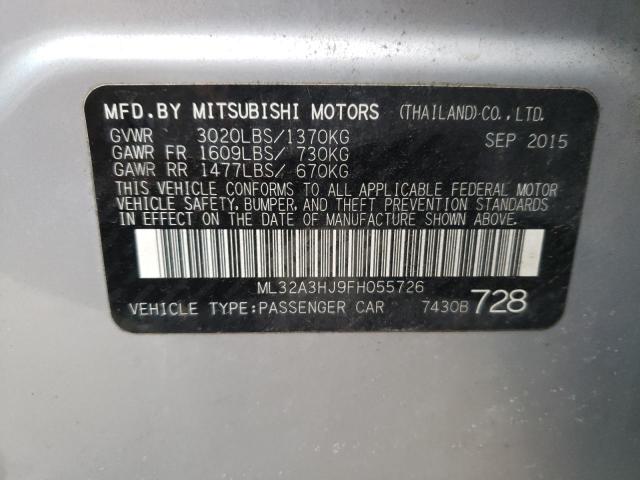 MFD.BY MITSUBISHI MOTORS (THAILAND) CO., LTD.
GVWR 3020LBS/1370KG SEP 2015
GAWR FR 1609LBS/ 730KG
GAWR RR 1477LBS/ 670KG
THIS VEHICLE CONFORMS TO ALL APPLICABLE FEDERAL MOTOR
VEHICLE SAFETY, BUMPER, AND THEFT PREVENTION STANDARDS
IN EFFECT ON THE DATE OF MANUFACTURE SHOWN ABOVE.
ML32A3HJ9FH055726
VEHICLE TYPE:PASSENGER CAR 7430B 728